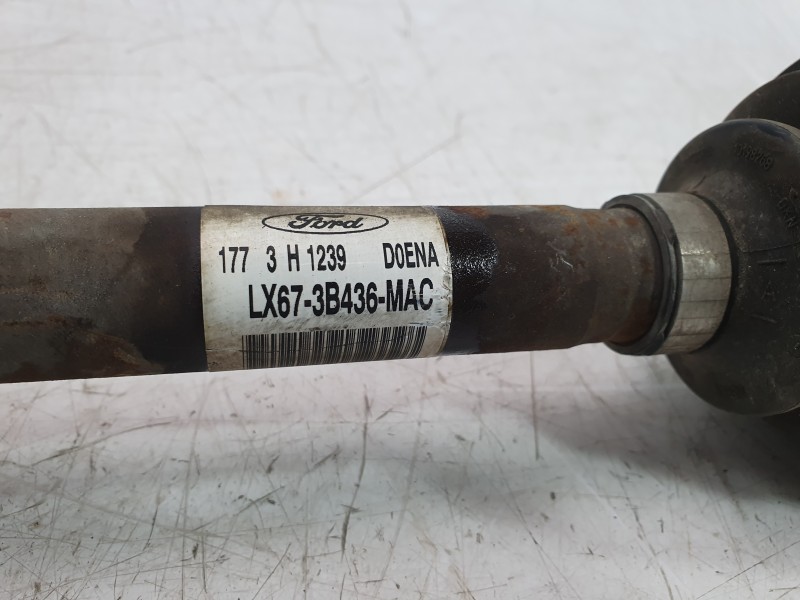 Ford
177 3 H 1239 D0ENA
LX67-3B436-MAC